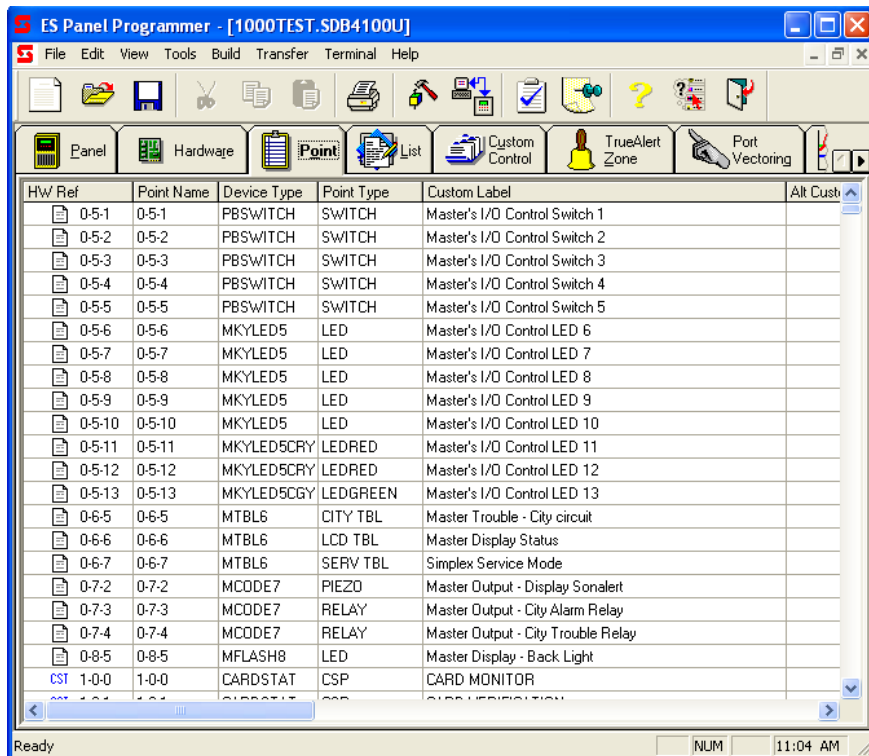 ES Panel Programmer - [1000TEST.SDB4100U]
File Edit View Tools Build Transfer Terminal Help
Panel Hardware Point List Custom Control TrueAlert Zone Port Vectoring
HW Ref Point Name Device Type Point Type Custom Label Alt Custo
0-5-1 0-5-1 PBSWITCH SWITCH Master's I/O Control Switch 1
0-5-2 0-5-2 PBSWITCH SWITCH Master's I/O Control Switch 2
0-5-3 0-5-3 PBSWITCH SWITCH Master's I/O Control Switch 3
0-5-4 0-5-4 PBSWITCH SWITCH Master's I/O Control Switch 4
0-5-5 0-5-5 PBSWITCH SWITCH Master's I/O Control Switch 5
0-5-6 0-5-6 MKYLED5 LED Master's I/O Control LED 6
0-5-7 0-5-7 MKYLED5 LED Master's I/O Control LED 7
0-5-8 0-5-8 MKYLED5 LED Master's I/O Control LED 8
0-5-9 0-5-9 MKYLED5 LED Master's I/O Control LED 9
0-5-10 0-5-10 MKYLED5 LED Master's I/O Control LED 10
0-5-11 0-5-11 MKYLED5CRY LEDRED Master's I/O Control LED 11
0-5-12 0-5-12 MKYLED5CRY LEDRED Master's I/O Control LED 12
0-5-13 0-5-13 MKYLED5CGY LEDGREEN Master's I/O Control LED 13
0-6-5 0-6-5 MTBL6 CITY TBL Master Trouble - City circuit
0-6-6 0-6-6 MTBL6 LCD TBL Master Display Status
0-6-7 0-6-7 MTBL6 SERV TBL Simplex Service Mode
0-7-2 0-7-2 MCODE7 PIEZO Master Output - Display Sonalert
0-7-3 0-7-3 MCODE7 RELAY Master Output - City Alarm Relay
0-7-4 0-7-4 MCODE7 RELAY Master Output - City Trouble Relay
0-8-5 0-8-5 MFLASH8 LED Master Display - Back Light
CST 1-0-0 1-0-0 CARDSTAT CSP CARD MONITOR
Ready NUM 11:04 AM